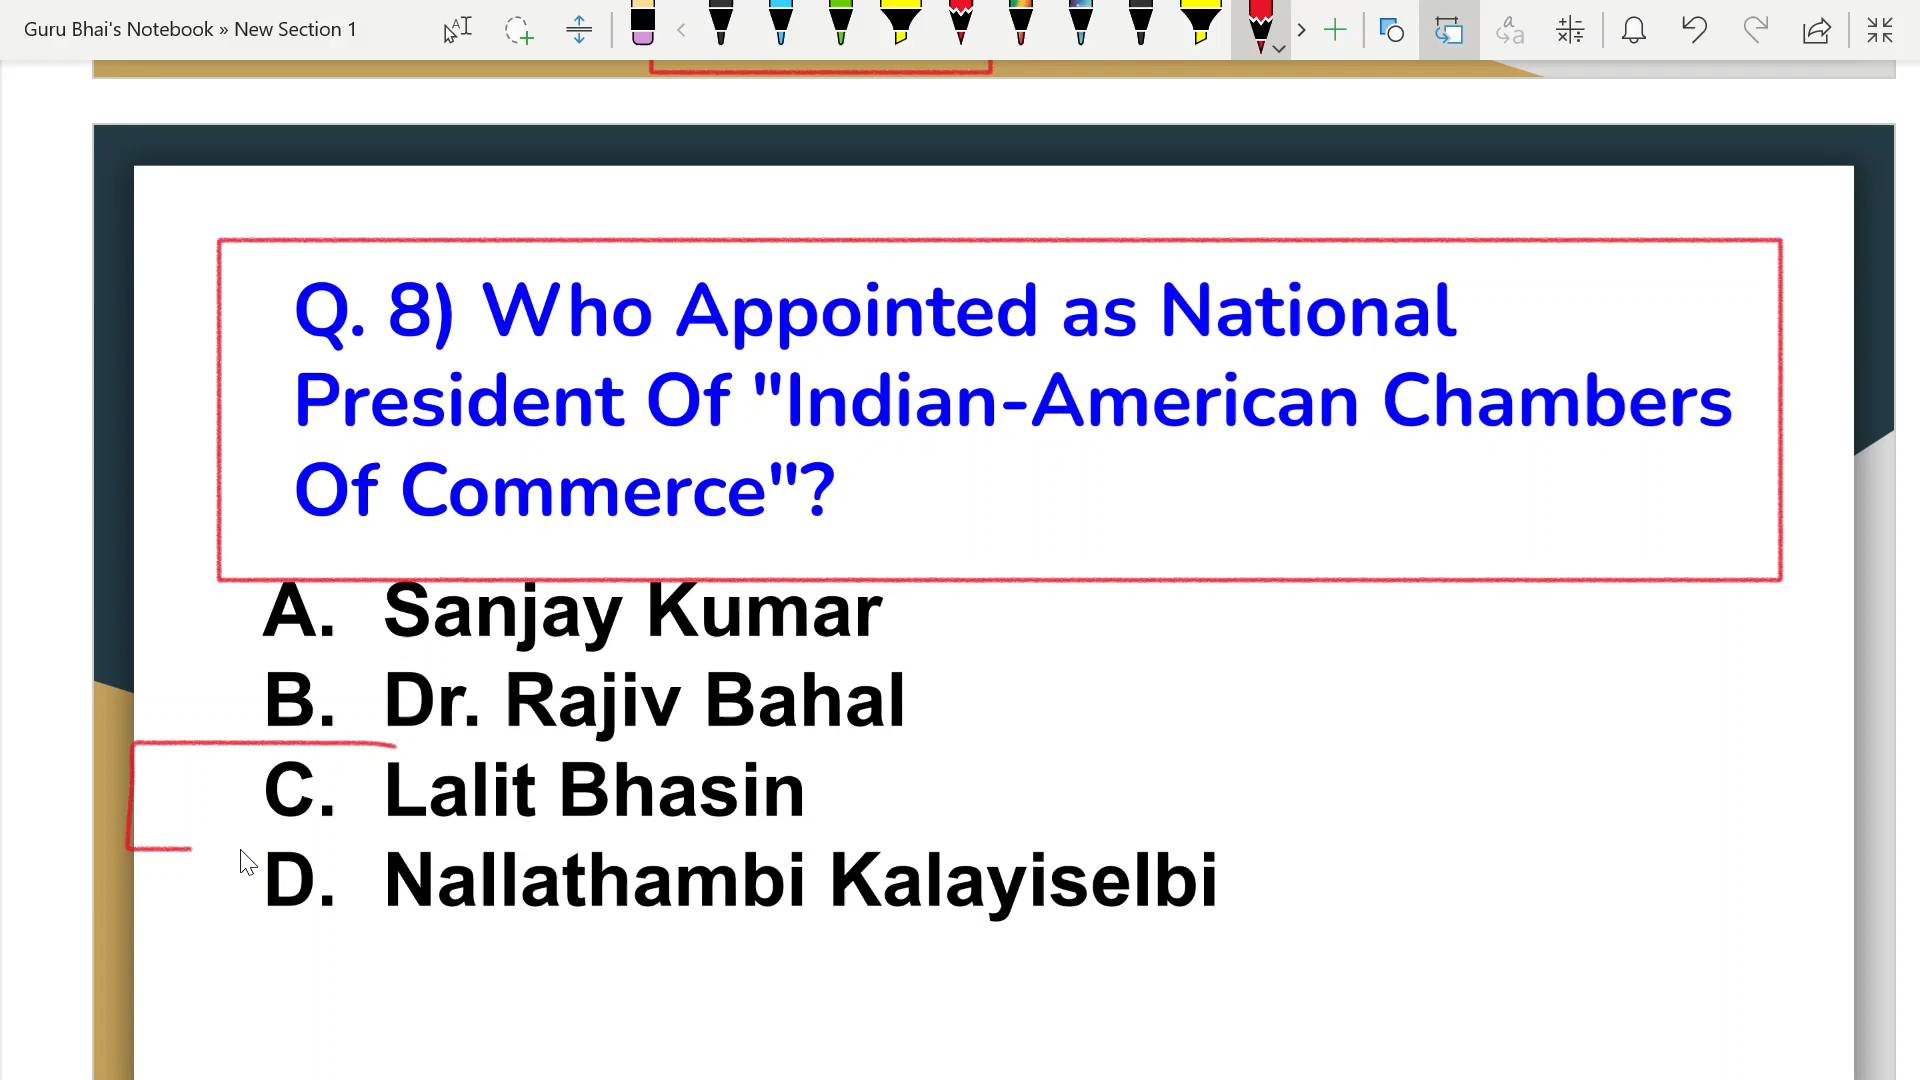 Guru Bhai's Notebook » New Section 1
Q. 8) Who Appointed as National
President Of "Indian-American Chambers
Of Commerce"?
A. Sanjay Kumar
B. Dr. Rajiv Bahal
C. Lalit Bhasin
D. Nallathambi Kalayiselbi